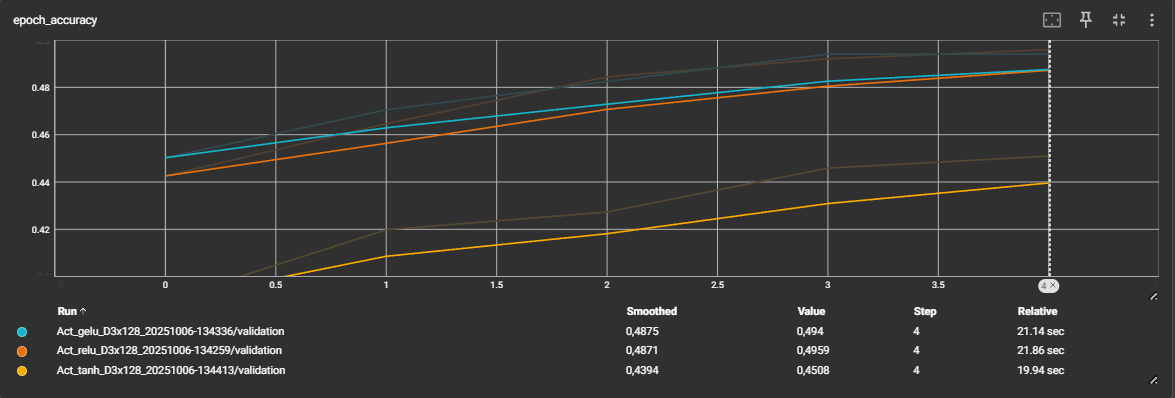 epoch_accuracy
0.48
0.46
0.44
0.42
0 0.5 1 1.5 2 2.5 3 3.5 4
Run Smoothed Value Step Relative
Act_gelu_D3x128_20251006-134336/validation 0,4875 0,494 4 21.14 sec
Act_relu_D3x128_20251006-134259/validation 0,4871 0,4959 4 21.86 sec
Act_tanh_D3x128_20251006-134413/validation 0,4394 0,4508 4 19.94 sec